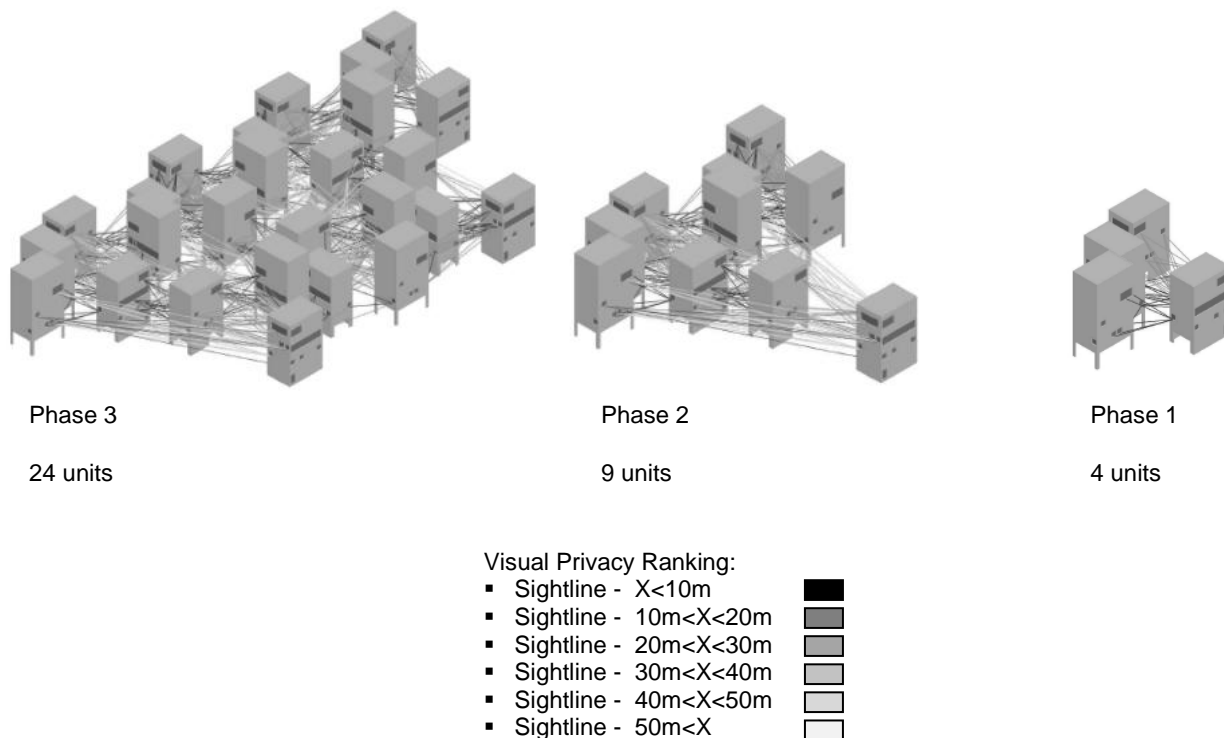 Phase 3
24 units
Phase 2
9 units
Phase 1
4 units
Visual Privacy Ranking:
▪ Sightline - X<10m
▪ Sightline - 10m<X<20m
▪ Sightline - 20m<X<30m
▪ Sightline - 30m<X<40m
▪ Sightline - 40m<X<50m
▪ Sightline - 50m<X